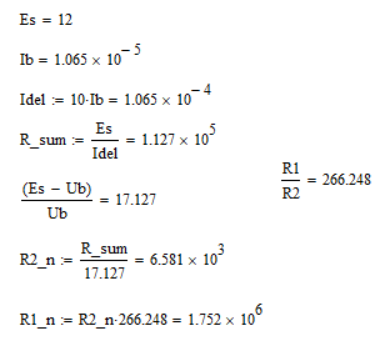 Es = 12
Ib = 1.065 × 10^-5
Idel := 10·Ib = 1.065 × 10^-4
R_sum := Es/Idel = 1.127 × 10^5
R1/R2 = 266.248
(Es − Ub)/Ub = 17.127
R2_n := R_sum/17.127 = 6.581 × 10^3
R1_n := R2_n·266.248 = 1.752 × 10^6